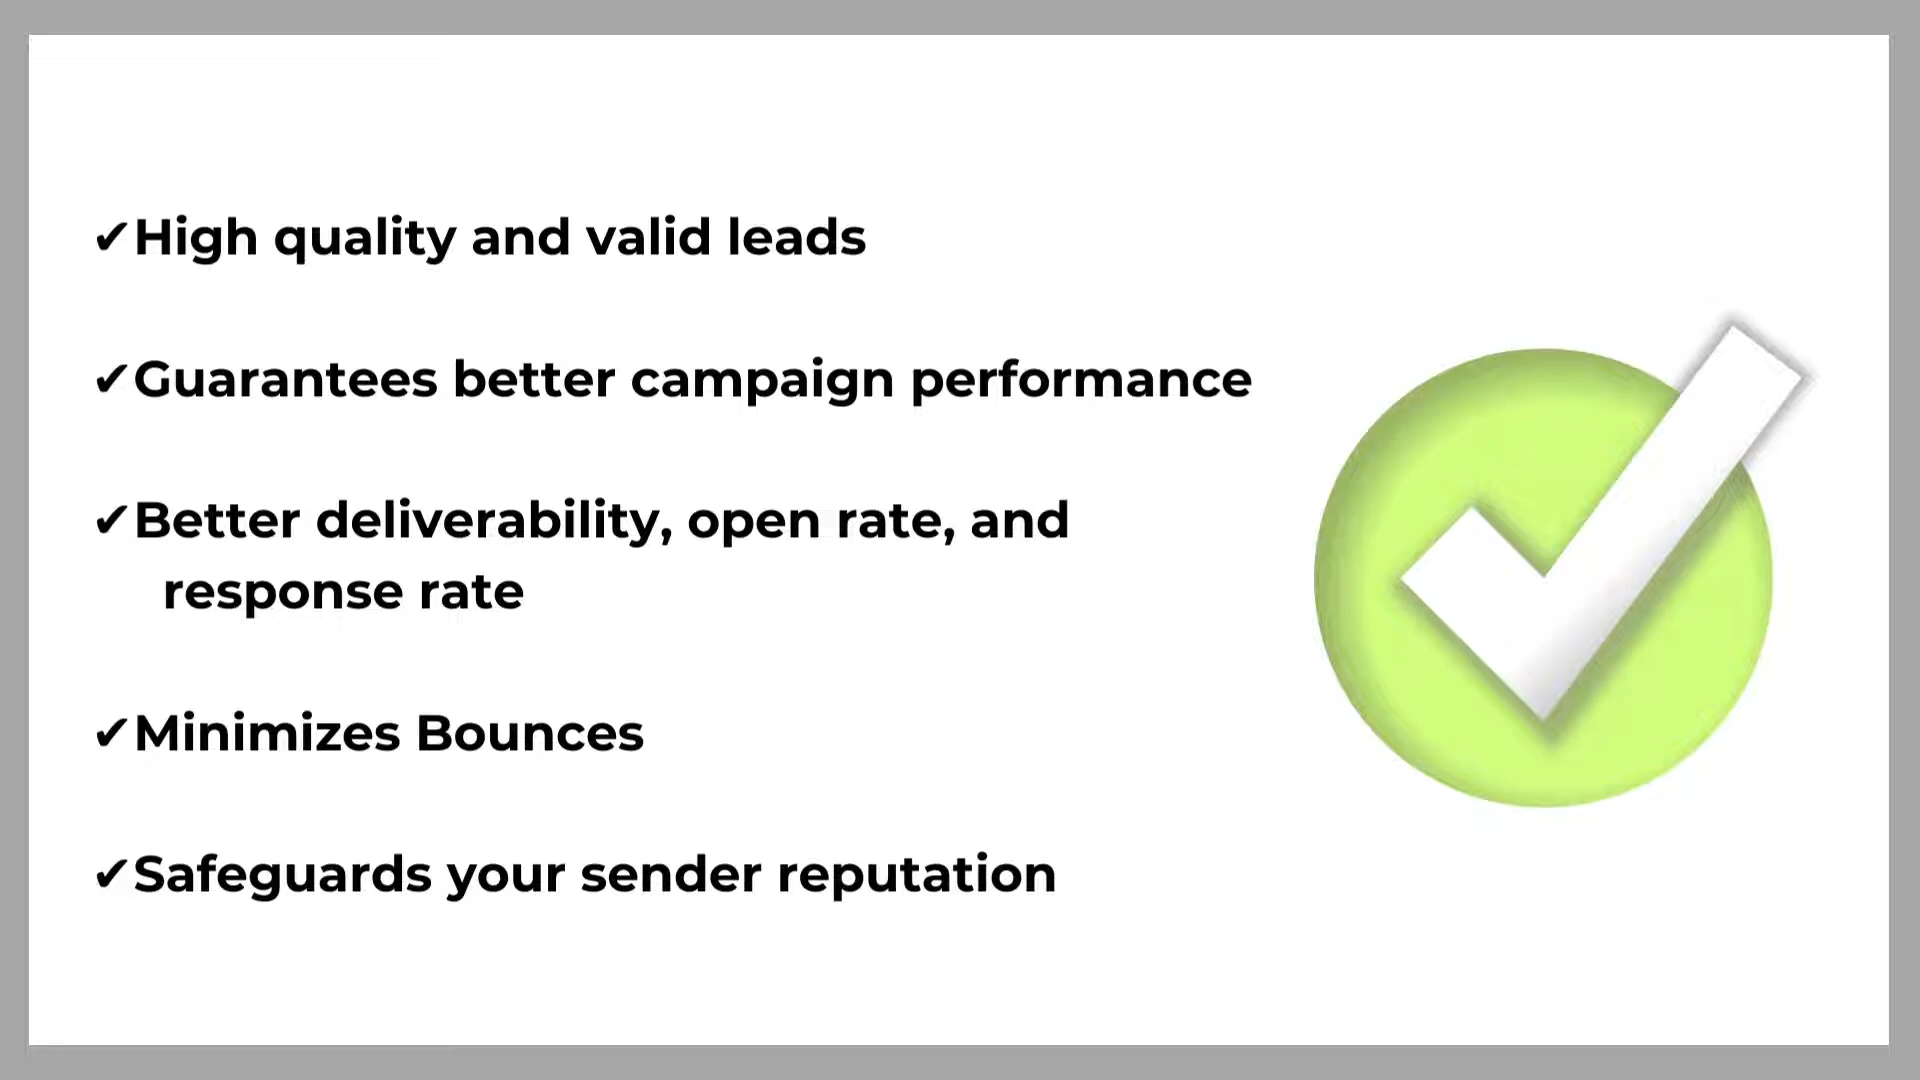 ✔High quality and valid leads
✔Guarantees better campaign performance
✔Better deliverability, open rate, and
response rate
✔Minimizes Bounces
✔Safeguards your sender reputation